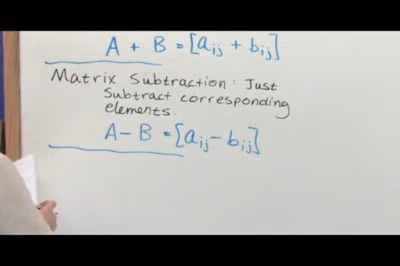 A + B = [aij + bij]
Matrix Subtraction: Just
Subtract corresponding
elements.
A - B = [aij - bij]